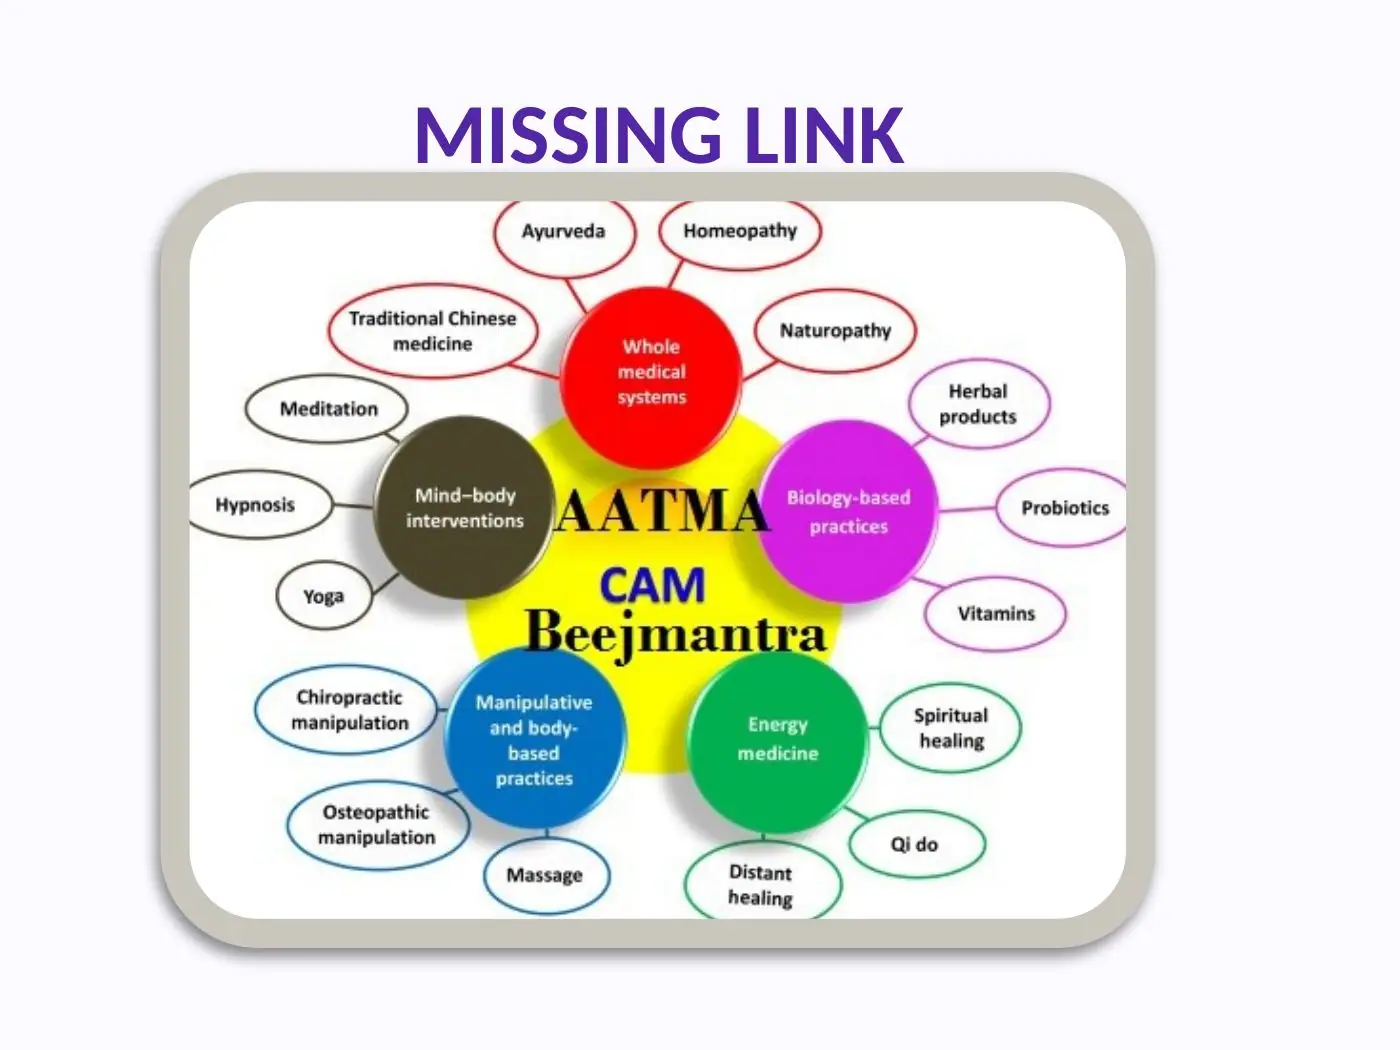 MISSING LINK
Ayurveda
Homeopathy
Traditional Chinese
medicine
Naturopathy
Whole
medical
systems
Meditation
Herbal
products
Hypnosis
Mind–body
interventions
AATMA
Biology-based
practices
Probiotics
Yoga
CAM
Beejmantra
Vitamins
Chiropractic
manipulation
Manipulative
and body-
based
practices
Energy
medicine
Spiritual
healing
Osteopathic
manipulation
Massage
Distant
healing
Qi do